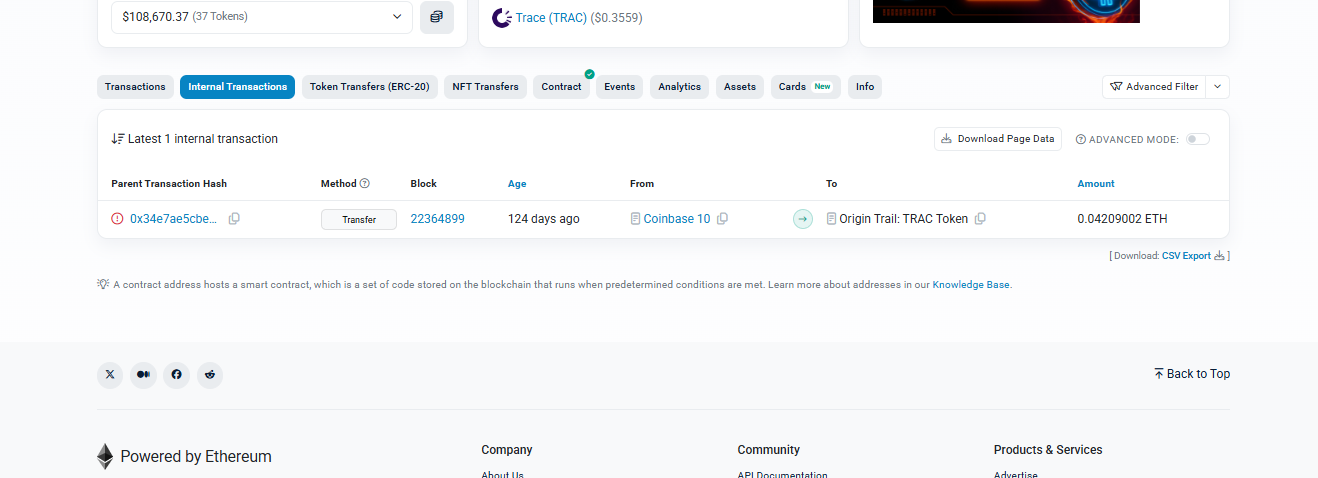 $108,670.37 (37 Tokens)
Trace (TRAC) ($0.3559)
Transactions Internal Transactions Token Transfers (ERC-20) NFT Transfers Contract Events Analytics Assets Cards New Info Advanced Filter
Latest 1 internal transaction Download Page Data ADVANCED MODE:
Parent Transaction Hash Method Block Age From To Amount
0x34e7ae5cbe... Transfer 22364899 124 days ago Coinbase 10 Origin Trail: TRAC Token 0.04209002 ETH
[ Download: CSV Export ]
A contract address hosts a smart contract, which is a set of code stored on the blockchain that runs when predetermined conditions are met. Learn more about addresses in our Knowledge Base.
Back to Top
Powered by Ethereum Company Community Products & Services
About Us API Documentation Advertise